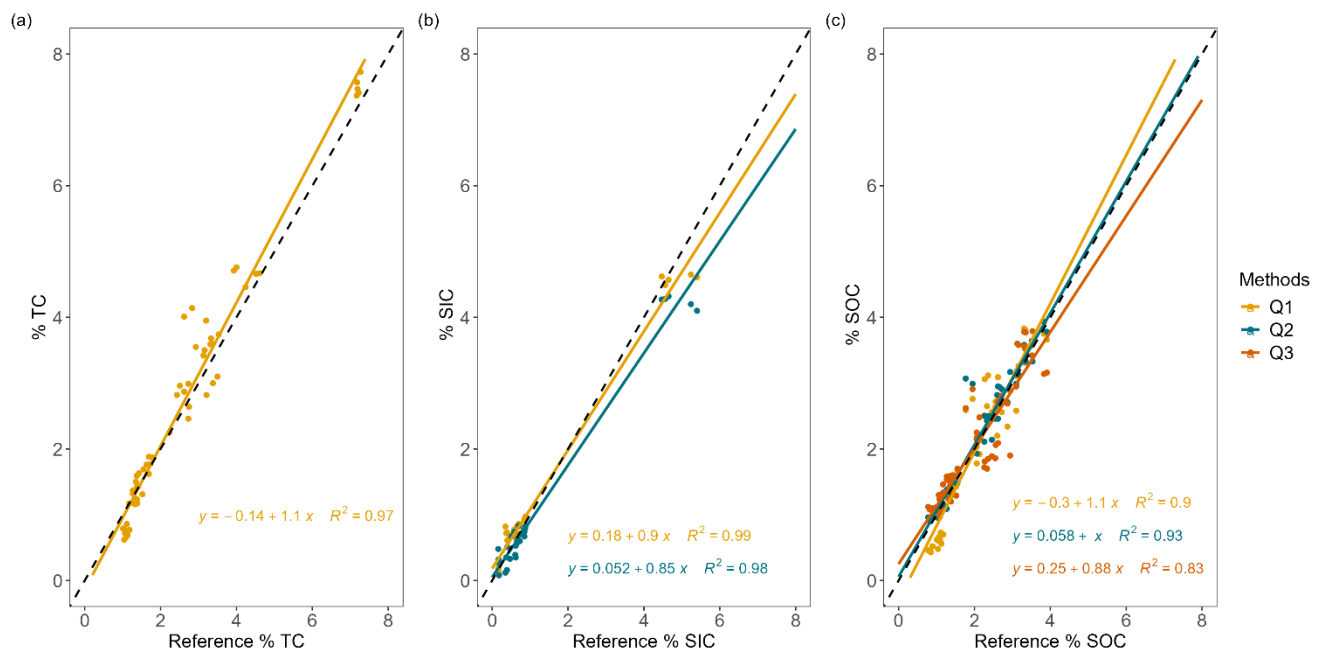 (a)
(b)
(c)
8
6
4
2
0
% TC
y = −0.14 + 1.1 x R² = 0.97
0 2 4 6 8
Reference % TC
8
6
4
2
0
% SIC
y = 0.18 + 0.9 x R² = 0.99
y = 0.052 + 0.85 x R² = 0.98
0 2 4 6 8
Reference % SIC
8
6
4
2
0
% SOC
y = −0.3 + 1.1 x R² = 0.9
y = 0.058 + x R² = 0.93
y = 0.25 + 0.88 x R² = 0.83
0 2 4 6 8
Reference % SOC
Methods
Q1
Q2
Q3